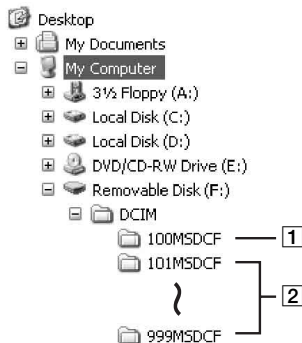 Desktop
My Documents
My Computer
3½ Floppy (A:)
Local Disk (C:)
Local Disk (D:)
DVD/CD-RW Drive (E:)
Removable Disk (F:)
DCIM
100MSDCF 1
101MSDCF
2
999MSDCF